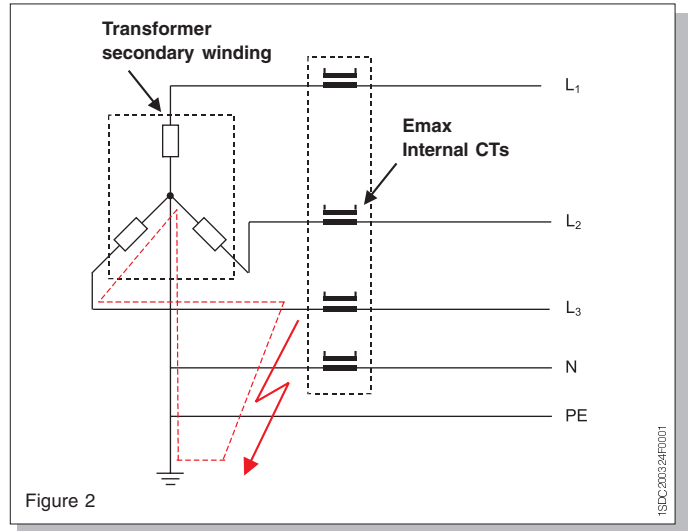 Transformer
secondary winding
L1
Emax
Internal CTs
L2
L3
N
PE
Figure 2
1SDC200324F0001